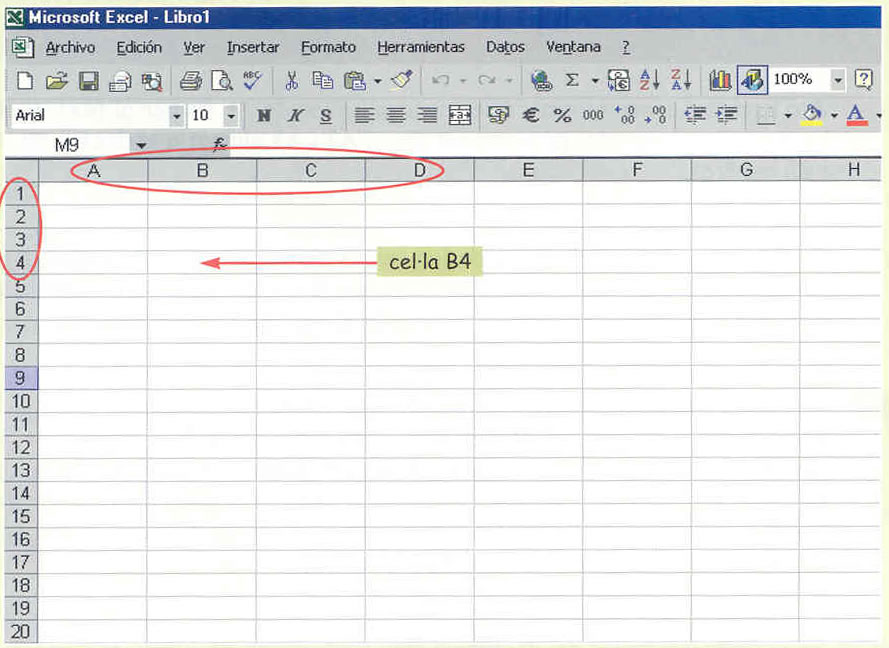 Microsoft Excel - Libro1
Archivo Edición Ver Insertar Formato Herramientas Datos Ventana ?
Σ A Z Z A 100% ?
Arial 10 N K S a € % 000 0 00 00 0 A
M9 fx
A B C D E F G H
1
2
3
4 cel·la B4
5
6
7
8
9
10
11
12
13
14
15
16
17
18
19
20